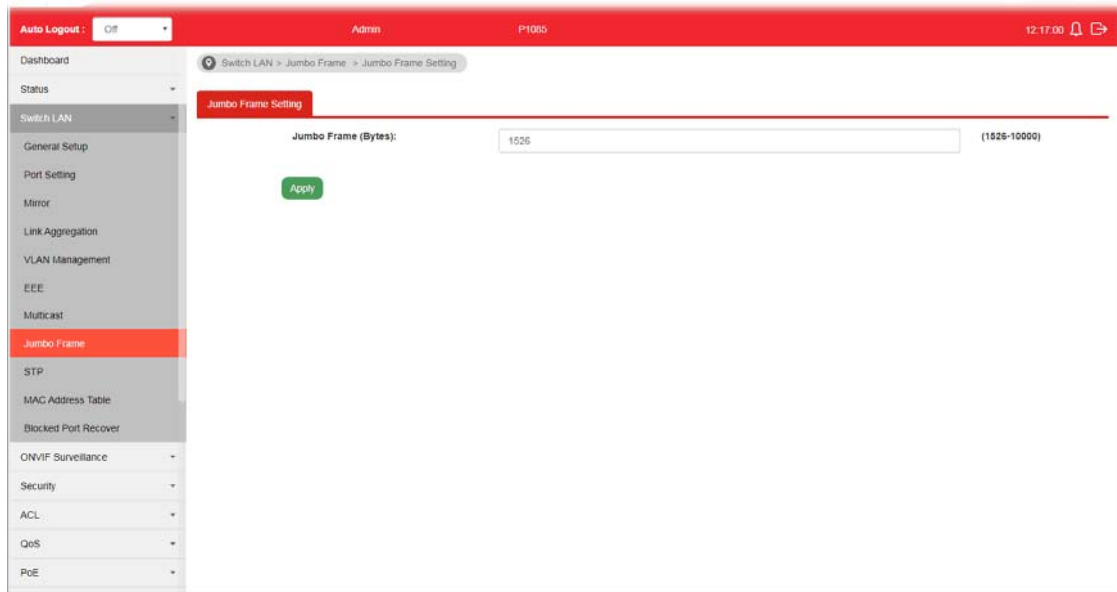 Auto Logout : Off Admin P1085 12:17:00
Dashboard
Switch LAN > Jumbo Frame > Jumbo Frame Setting
Status
Jumbo Frame Setting
Switch LAN
Jumbo Frame (Bytes): 1526 (1526-10000)
General Setup
Port Setting
Apply
Mirror
Link Aggregation
VLAN Management
EEE
Multicast
Jumbo Frame
STP
MAC Address Table
Blocked Port Recover
ONVIF Surveillance
Security
ACL
QoS
PoE